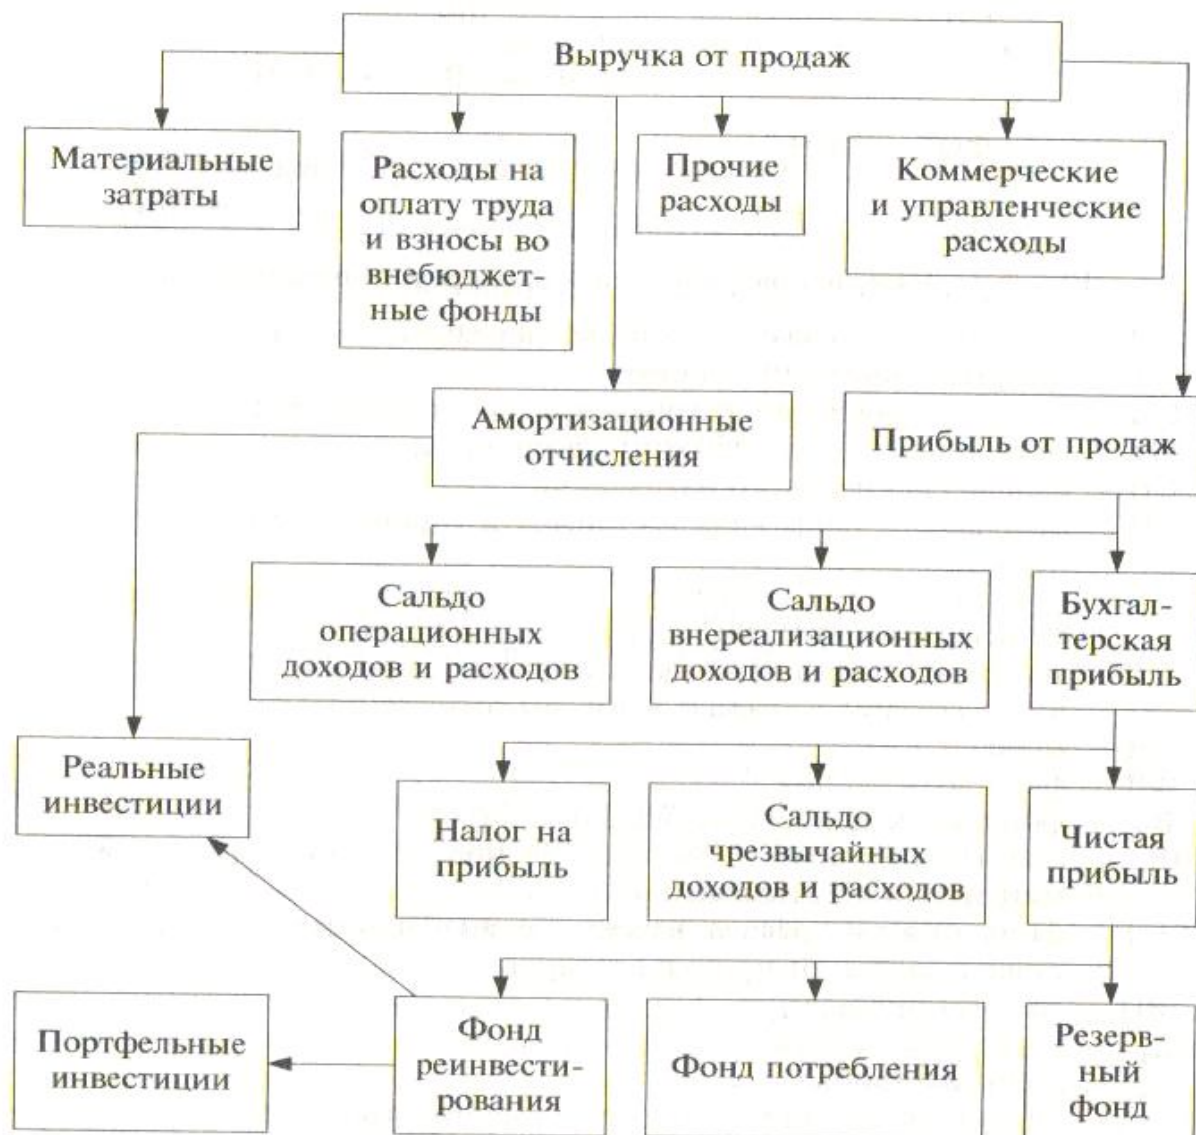 Выручка от продаж
Материальные
затраты
Расходы на
оплату труда
и взносы во
внебюджет-
ные фонды
Прочие
расходы
Коммерческие
и управленческие
расходы
Амортизационные
отчисления
Прибыль от продаж
Сальдо
операционных
доходов и расходов
Сальдо
внереализационных
доходов и расходов
Бухгал-
терская
прибыль
Реальные
инвестиции
Налог на
прибыль
Сальдо
чрезвычайных
доходов и расходов
Чистая
прибыль
Портфельные
инвестиции
Фонд
реинвести-
рования
Фонд потребления
Резерв-
ный
фонд